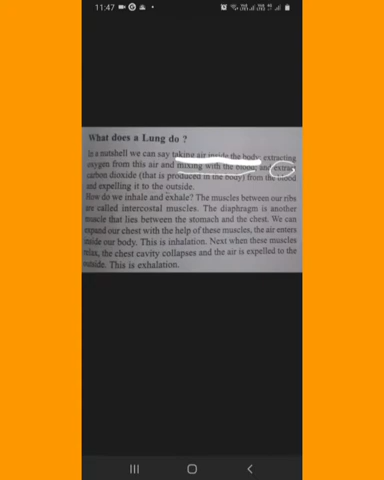 11:47
What does a Lung do ?
In a nutshell we can say taking air inside the body, extracting
oxygen from this air and mixing with the blood, and extract
carbon dioxide (that is produced in the body) from the blood
and expelling it to the outside.
How do we inhale and exhale? The muscles between our ribs
are called intercostal muscles. The diaphragm is another
muscle that lies between the stomach and the chest. We can
expand our chest with the help of these muscles, the air enters
inside our body. This is inhalation. Next when these muscles
relax, the chest cavity collapses and the air is expelled to the
outside. This is exhalation.